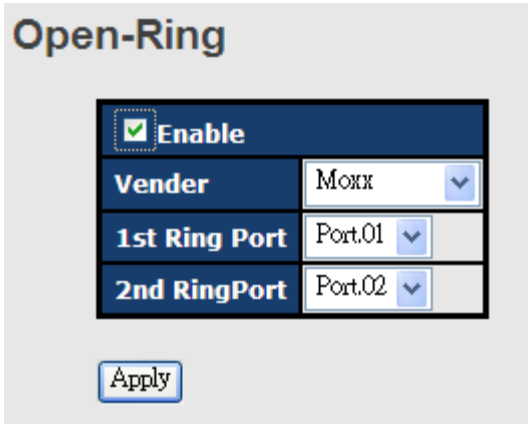 Open-Ring
Enable
Vender Moxx
1st Ring Port Port.01
2nd RingPort Port.02
Apply